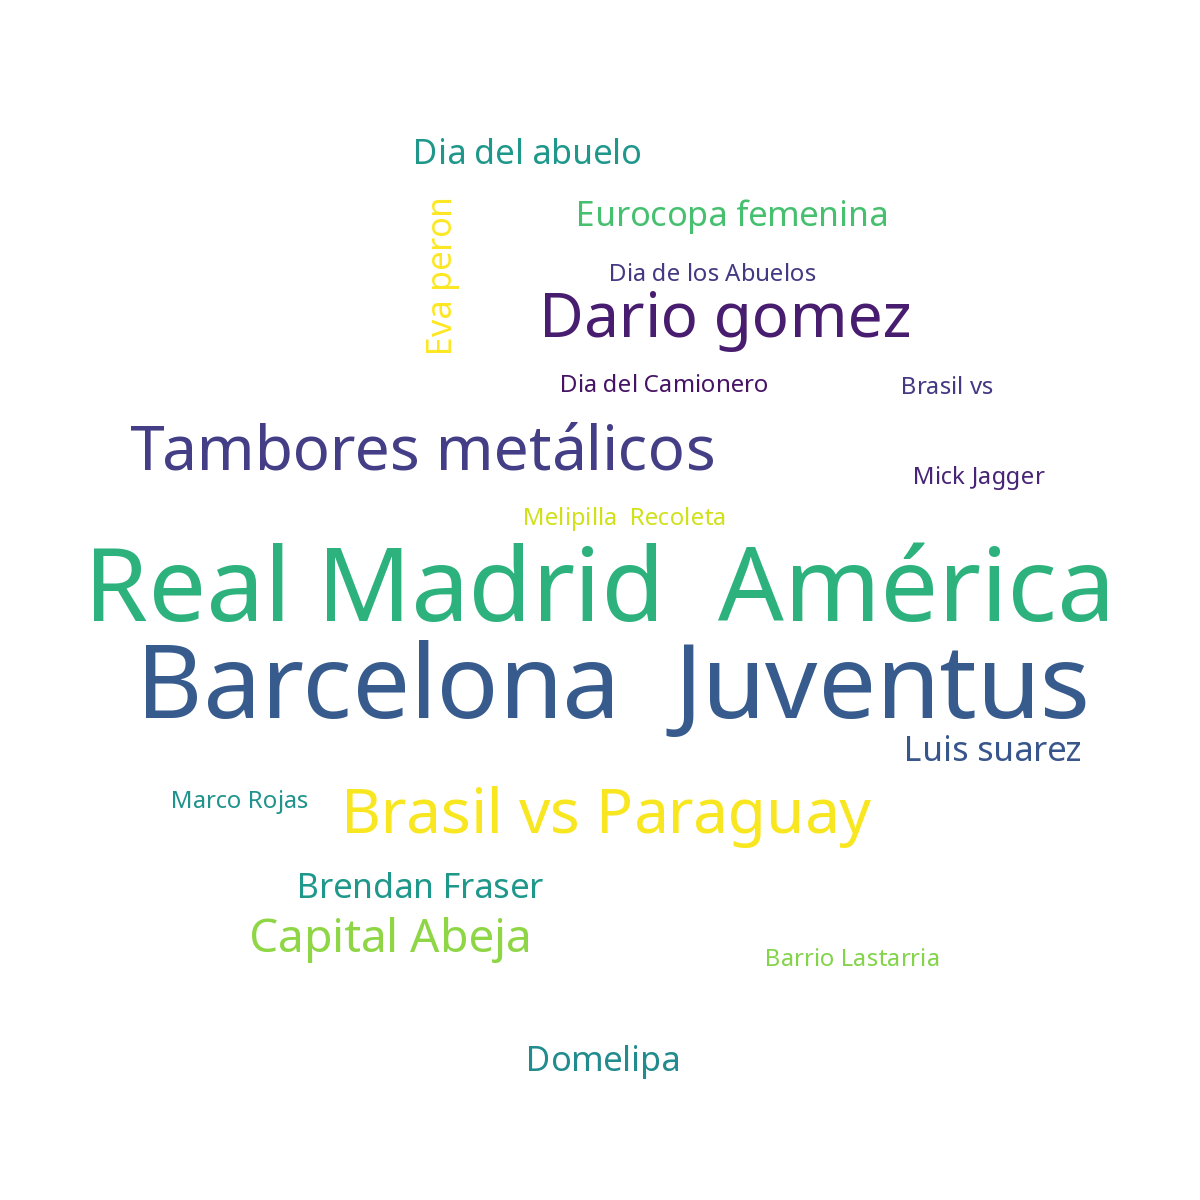 Dia del abuelo
Eva peron
Eurocopa femenina
Dia de los Abuelos
Dario gomez
Dia del Camionero
Brasil vs
Tambores metálicos
Mick Jagger
Melipilla  Recoleta
Real Madrid  América
Barcelona  Juventus
Luis suarez
Marco Rojas
Brasil vs Paraguay
Brendan Fraser
Capital Abeja
Barrio Lastarria
Domelipa